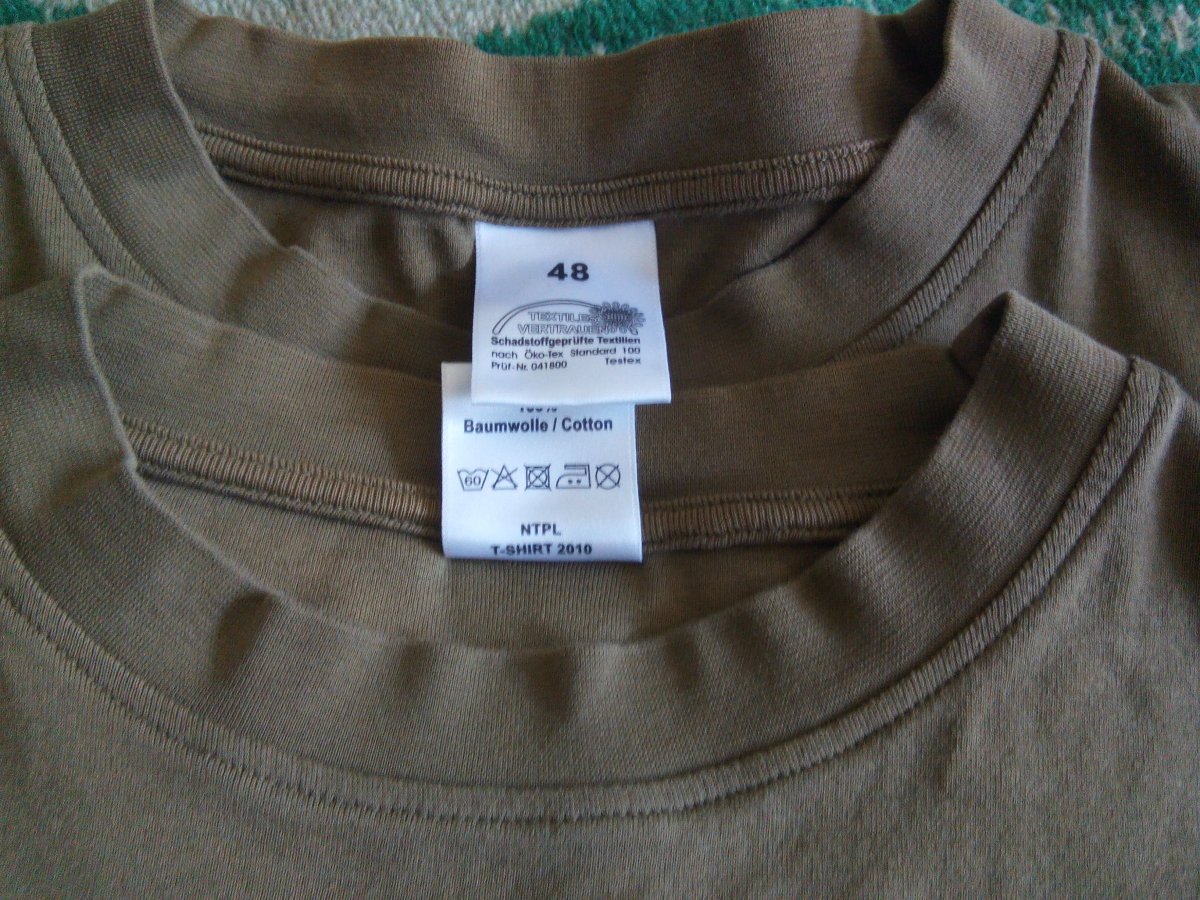 48
TEXTILES
VERTRAUEN
Schadstoffgeprüfte Textilien
nach Öko-Tex Standard 100
Prüf-Nr. 041800 Testex
100%
Baumwolle / Cotton
60
NTPL
T-SHIRT 2010